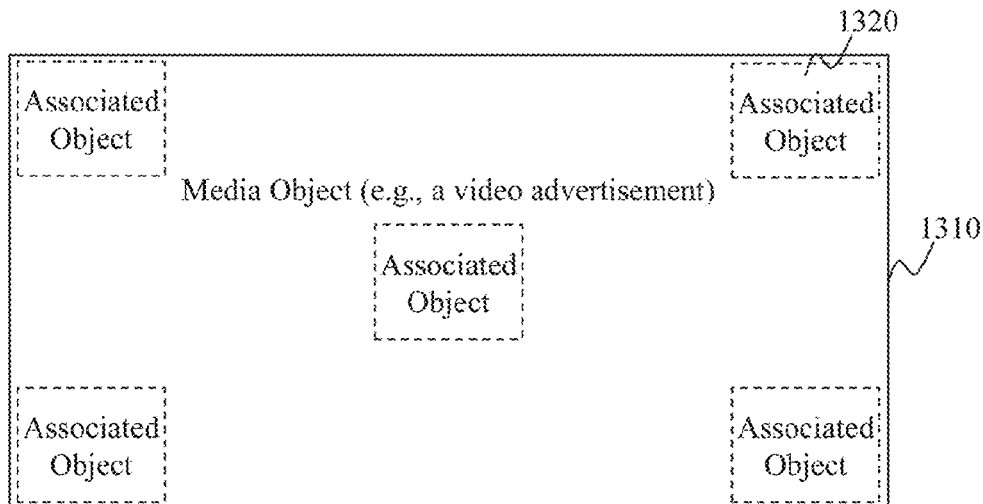 1320
Associated
Object
Associated
Object
Media Object (e.g., a video advertisement)
1310
Associated
Object
Associated
Object
Associated
Object